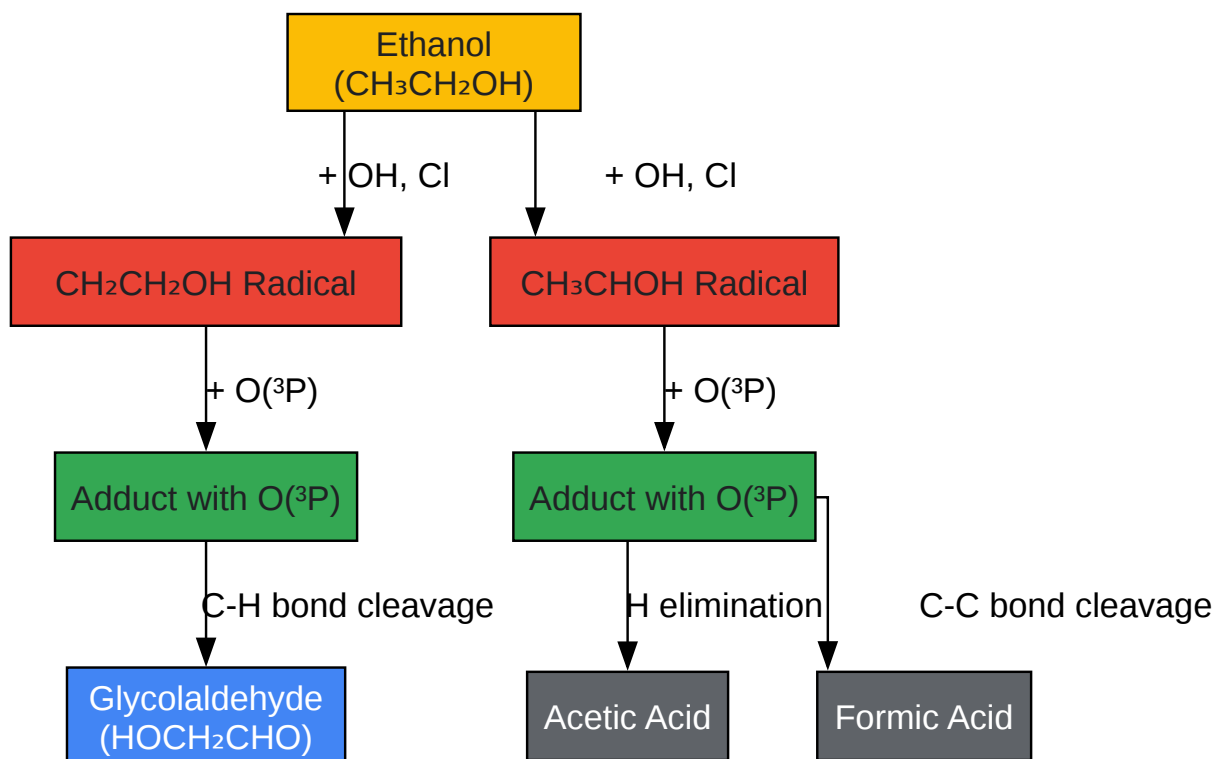 Ethanol
(CH₃CH₂OH)
+ OH, Cl
+ OH, Cl
CH₂CH₂OH Radical
CH₃CHOH Radical
+ O(³P)
+ O(³P)
Adduct with O(³P)
Adduct with O(³P)
C-H bond cleavage
H elimination
C-C bond cleavage
Glycolaldehyde
(HOCH₂CHO)
Acetic Acid
Formic Acid